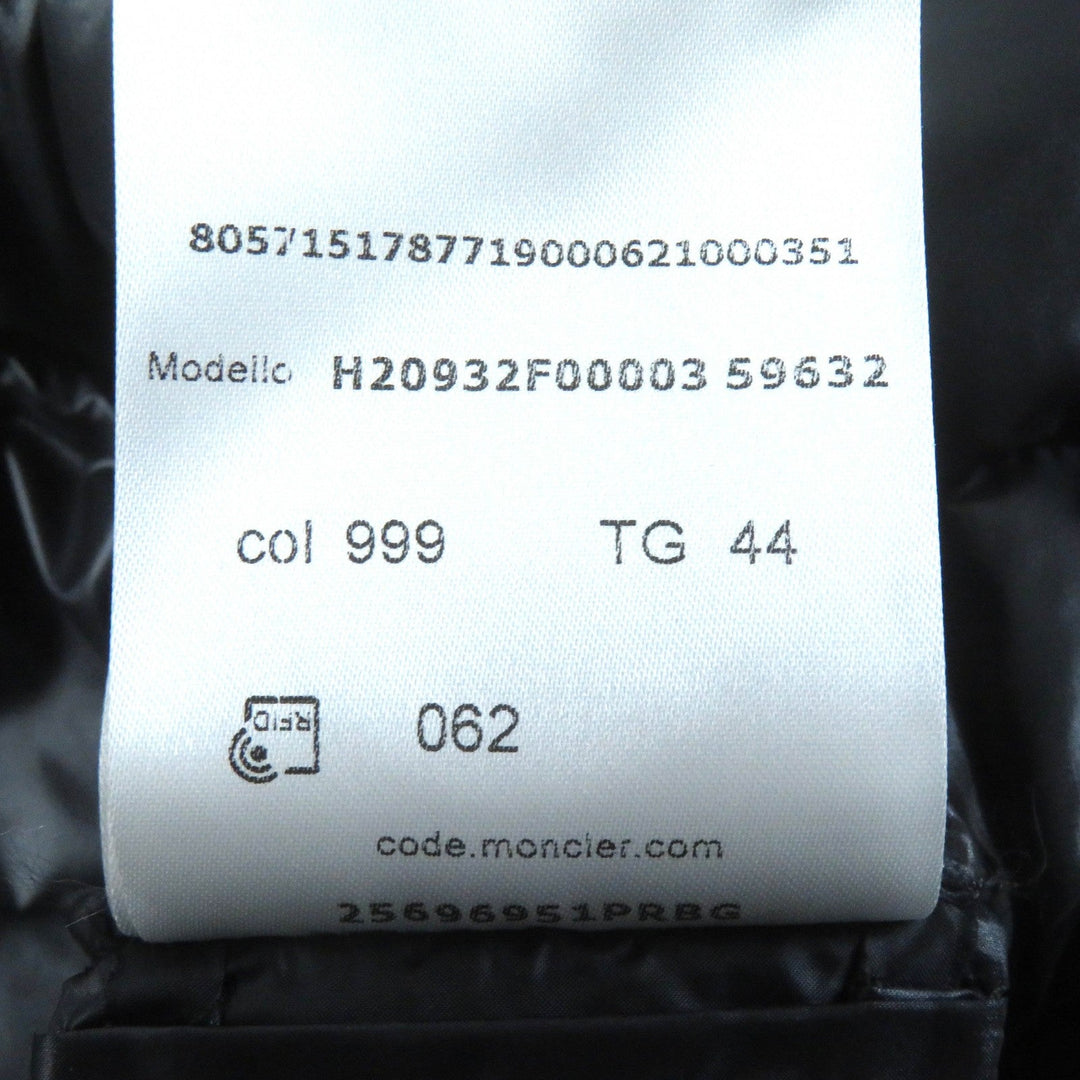 8057151787719000621000351
Modello H20932F00003 59632
col 999 TG 44
RFID 062
code.moncler.com
25696951PRBG